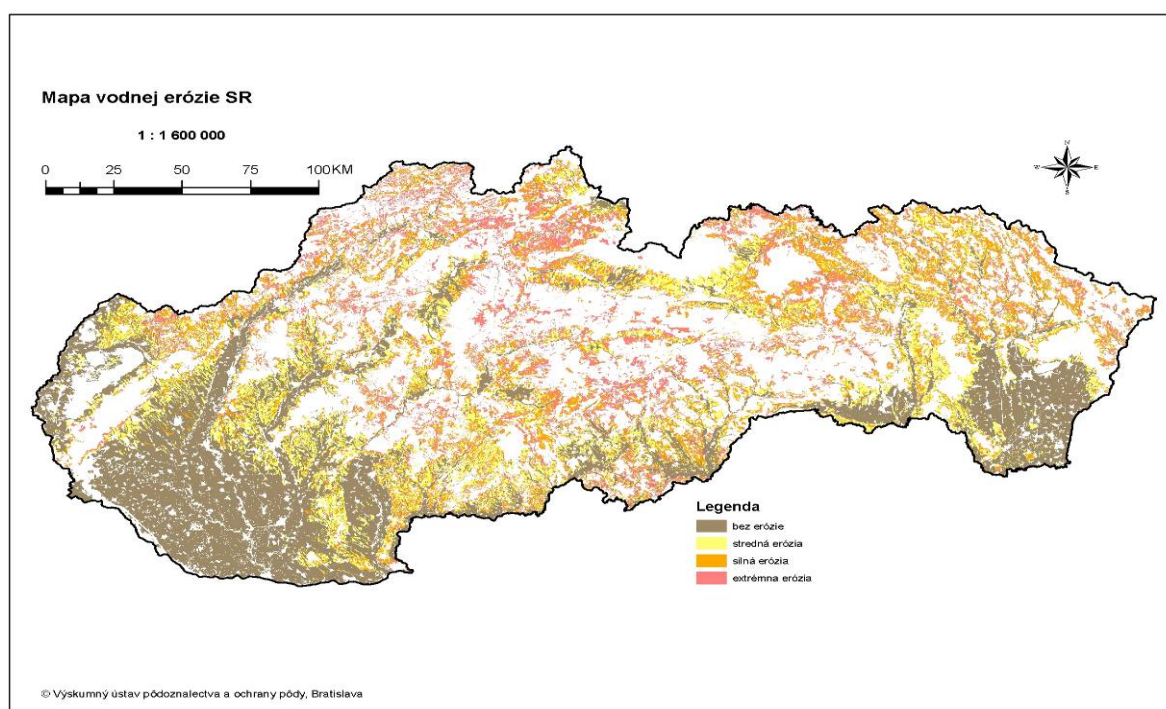 Mapa vodnej erózie SR
1 : 1 600 000
0 25 50 75 100KM
N
W E
S
Legenda
bez erózie
stredná erózia
silná erózia
extrémna erózia
© Výskumný ústav pôdoznalectva a ochrany pôdy, Bratislava